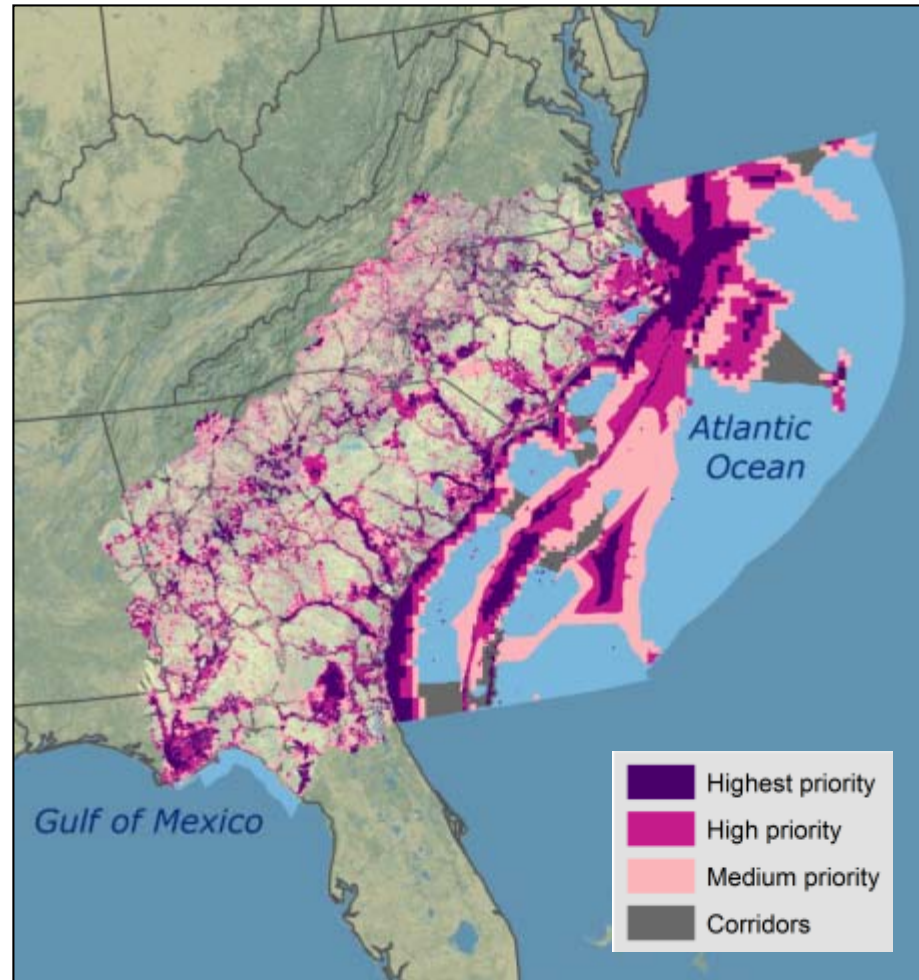 Atlantic
Ocean
Gulf of Mexico
Highest priority
High priority
Medium priority
Corridors